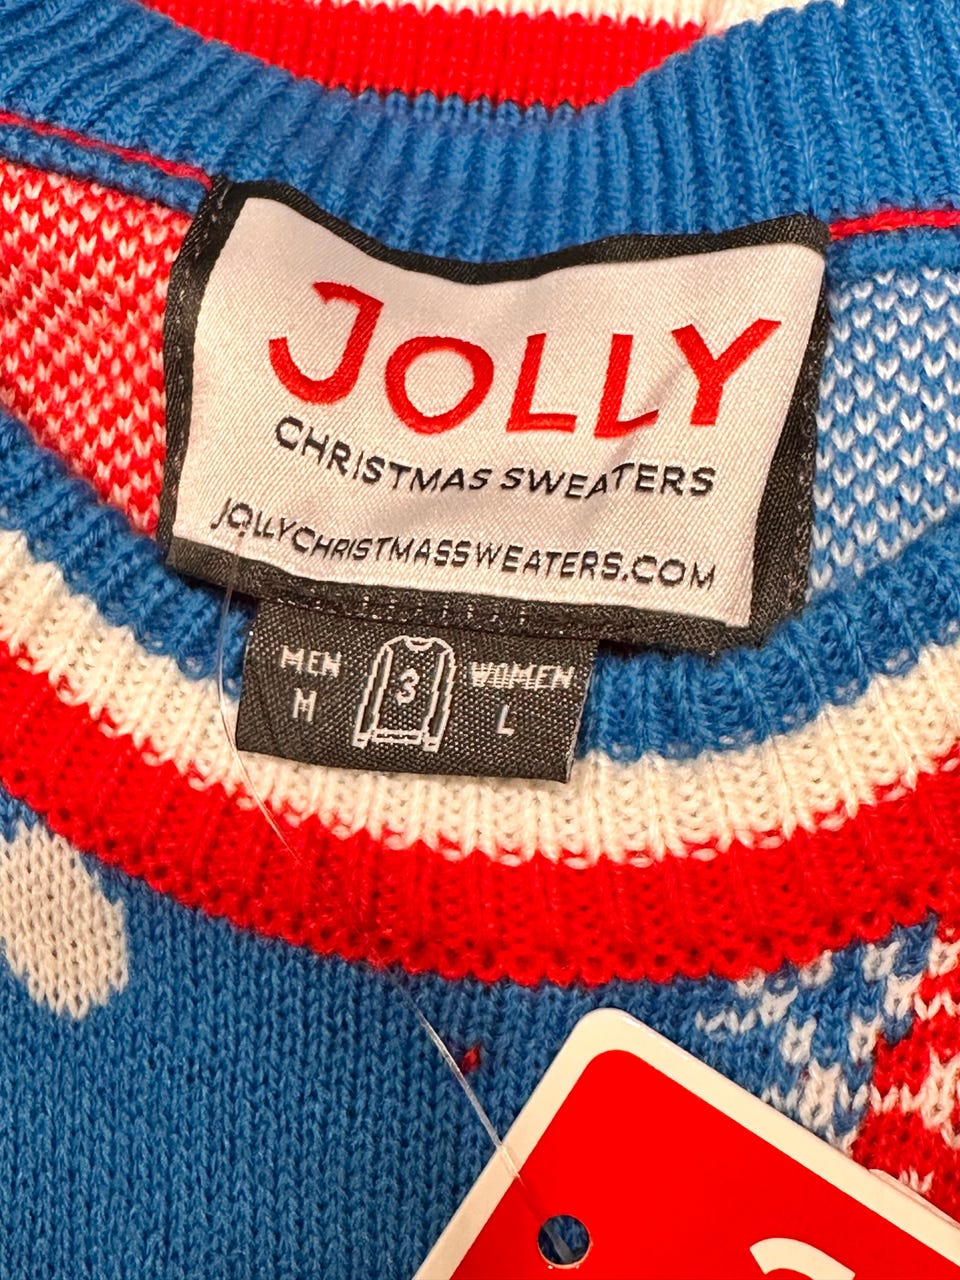 JOLLY
CHRISTMAS SWEATERS
JOLLYCHRISTMASSWEATERS.COM
MEN 3 WOMEN
M L